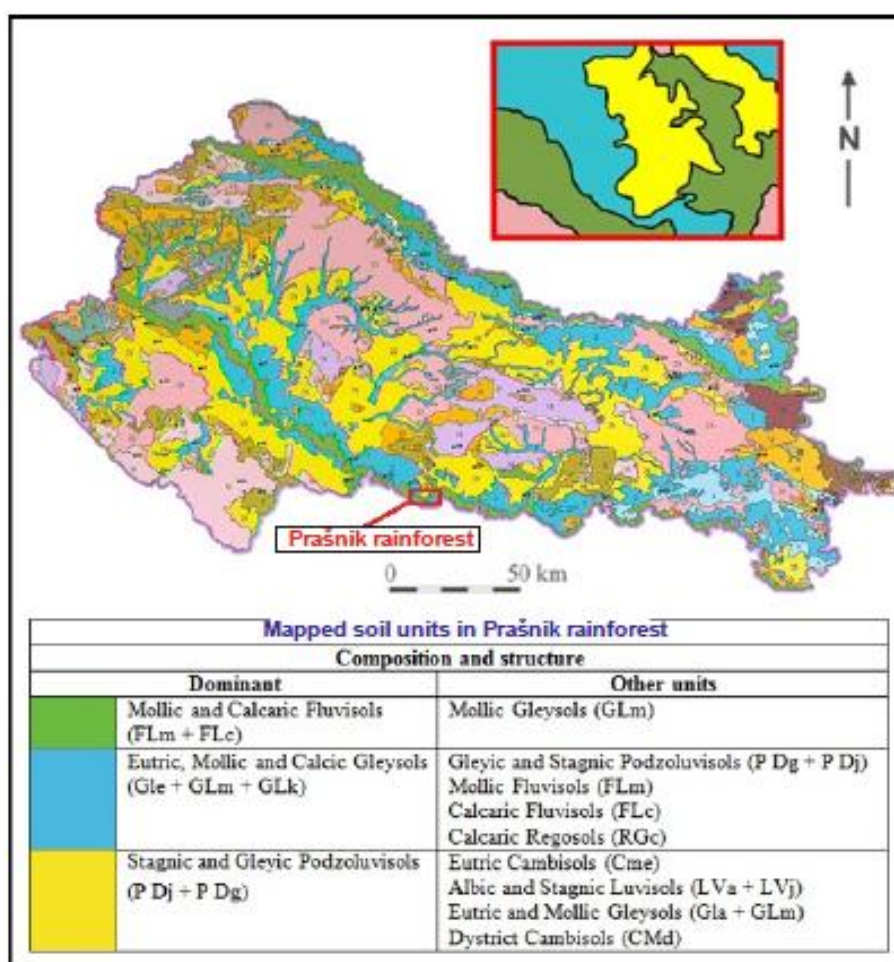 N
Prašnik rainforest
0 50 km
Mapped soil units in Prašnik rainforest
Composition and structure
Dominant Other units
Mollic and Calcaric Fluvisols
(FLm + FLc)
Mollic Gleysols (GLm)
Eutric, Mollic and Calcic Gleysols
(Gle + GLm + GLk)
Gleyic and Stagnic Podzoluvisols (P Dg + P Dj)
Mollic Fluvisols (FLm)
Calcaric Fluvisols (FLc)
Calcaric Regosols (RGc)
Stagnic and Gleyic Podzoluvisols
(P Dj + P Dg)
Eutric Cambisols (Cme)
Albic and Stagnic Luvisols (LVa + LVj)
Eutric and Mollic Gleysols (Gla + GLm)
Dystric Cambisols (CMd)